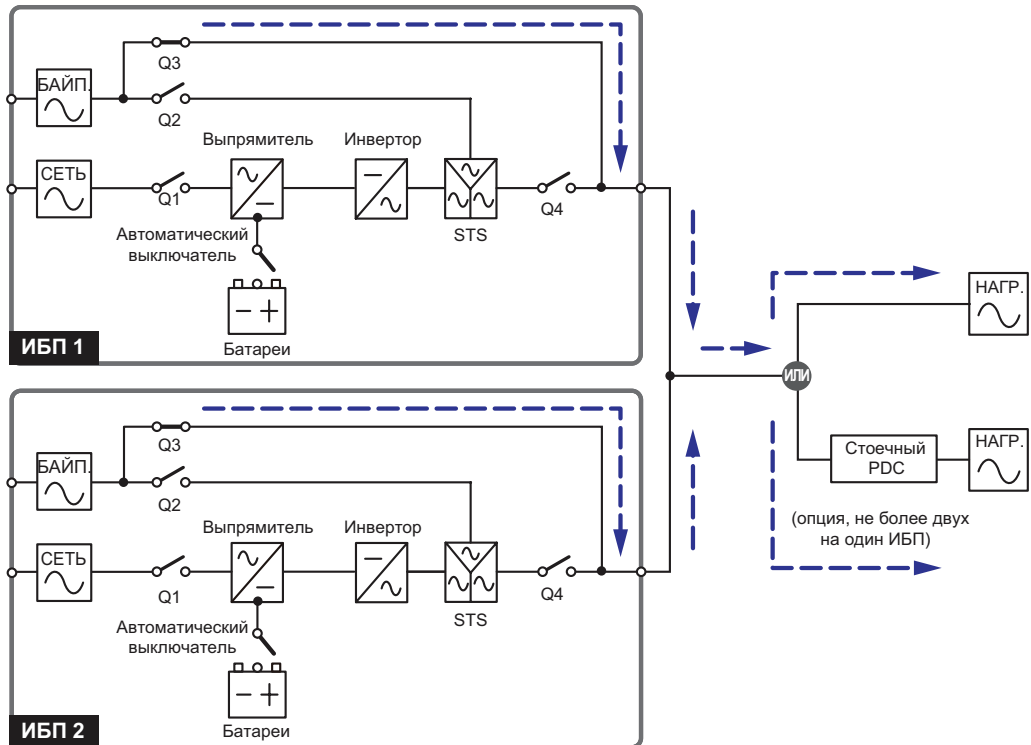 Q3
БАЙП.
Q2
Выпрямитель
Инвертор
СЕТЬ
Q1
STS
Q4
Автоматический
выключатель
Батареи
ИБП 1
НАГР.
ИЛИ
Стоечный
PDC
НАГР.
(опция, не более двух
на один ИБП)
Q3
БАЙП.
Q2
Выпрямитель
Инвертор
СЕТЬ
Q1
STS
Q4
Автоматический
выключатель
Батареи
ИБП 2